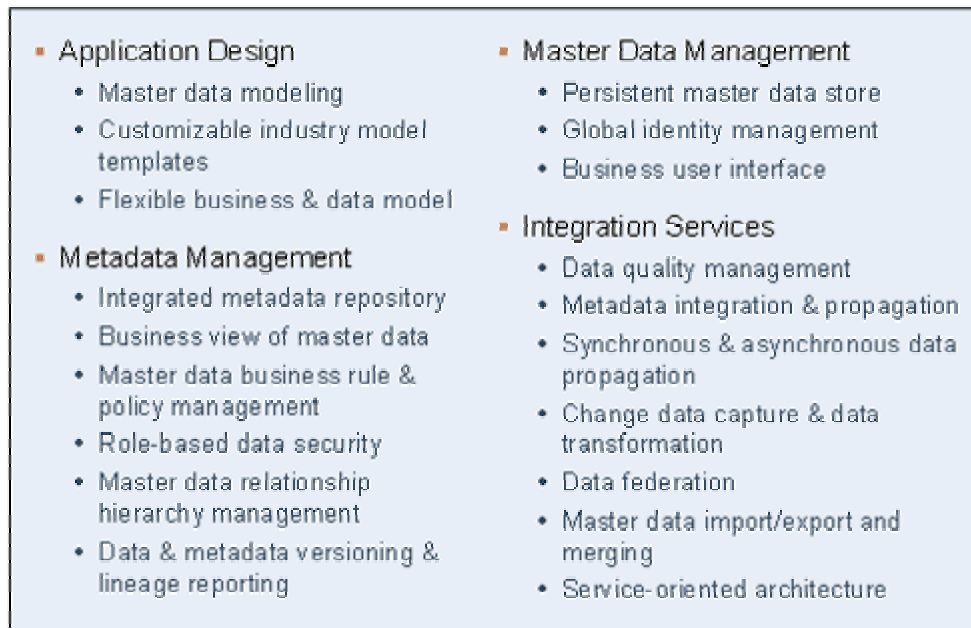 ▪ Application Design
• Master data modeling
• Customizable industry model
templates
• Flexible business & data model
▪ Metadata Management
• Integrated metadata repository
• Business view of master data
• Master data business rule &
policy management
• Role-based data security
• Master data relationship
hierarchy management
• Data & metadata versioning &
lineage reporting
▪ Master Data Management
• Persistent master data store
• Global identity management
• Business user interface
▪ Integration Services
• Data quality management
• Metadata integration & propagation
• Synchronous & asynchronous data
propagation
• Change data capture & data
transformation
• Data federation
• Master data import/export and
merging
• Service-oriented architecture